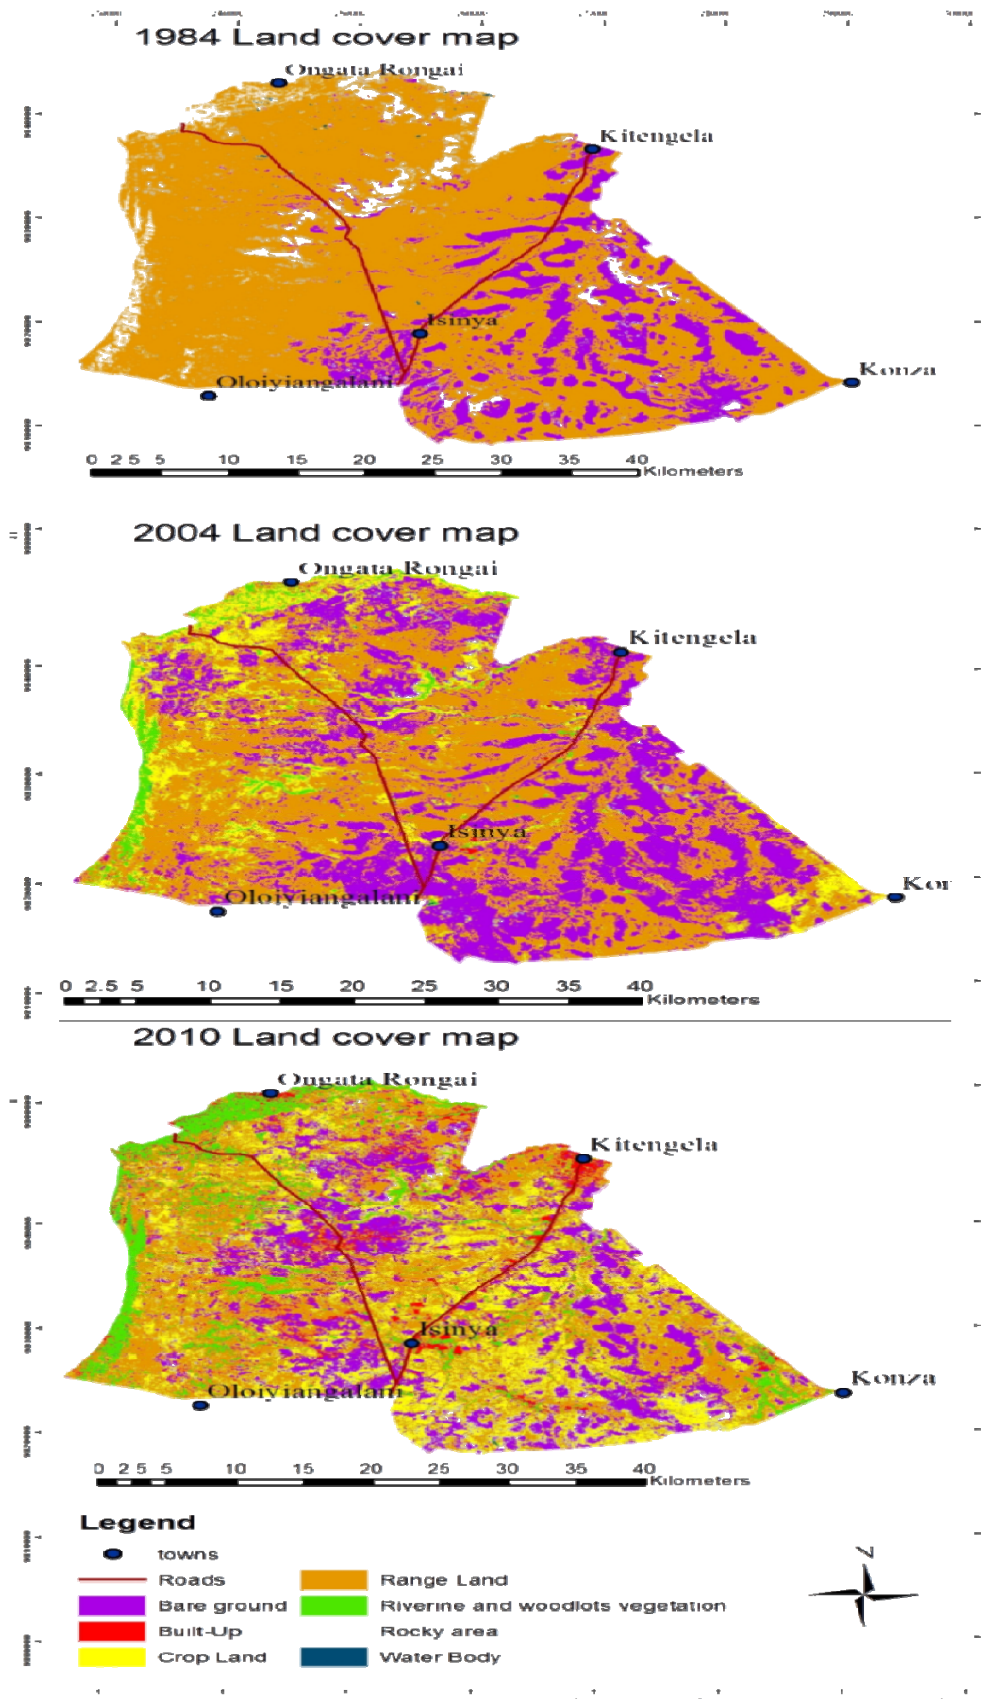 1984 Land cover map
Ongata Rongai
Kitengela
Isinya
Konza
Oloiyiangalani
0 2 5 5 10 15 20 25 30 35 40
Kilometers
2004 Land cover map
Ongata Rongai
Kitengela
Isinya
Kor
Oloiyiangalani
0 2.5 5 10 15 20 25 30 35 40
Kilometers
2010 Land cover map
Ongata Rongai
Kitengela
Isinya
Konza
Oloiyiangalani
0 2 5 5 10 15 20 25 30 35 40
Kilometers
Legend
towns
Roads
Range Land
Bare ground
Riverine and woodlots vegetation
Built-Up
Rocky area
Crop Land
Water Body
N